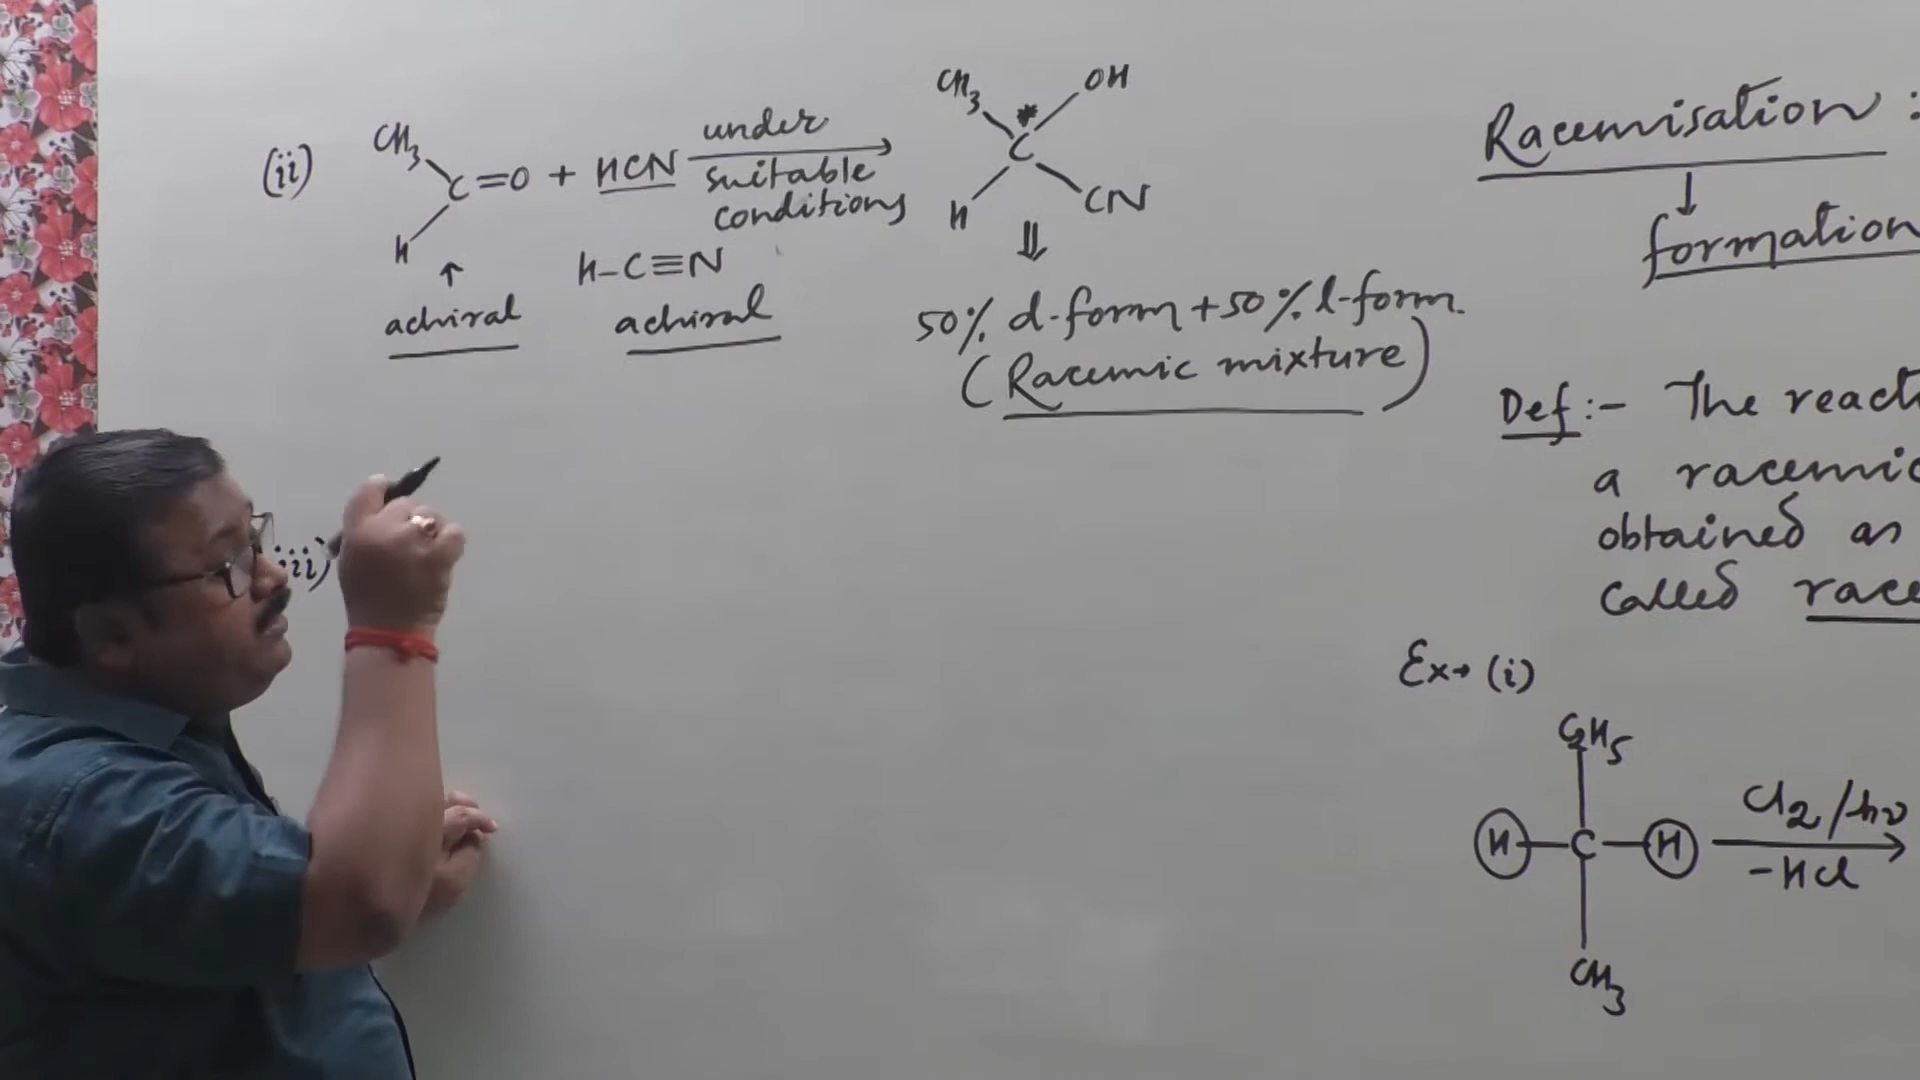 (ii) CH3 C=O + HCN under suitable conditions CH3 OH
H C* H CN
H-C≡N ⇓
↑
achiral achiral 50% d-form + 50% l-form.
(Racemic mixture)
iii)
Racemisation :
↓
formation
Def :- The react
a racemic
obtained as
called race
Ex→ (i)
C2H5
H-C-H Cl2/hν
-HCl
CH3